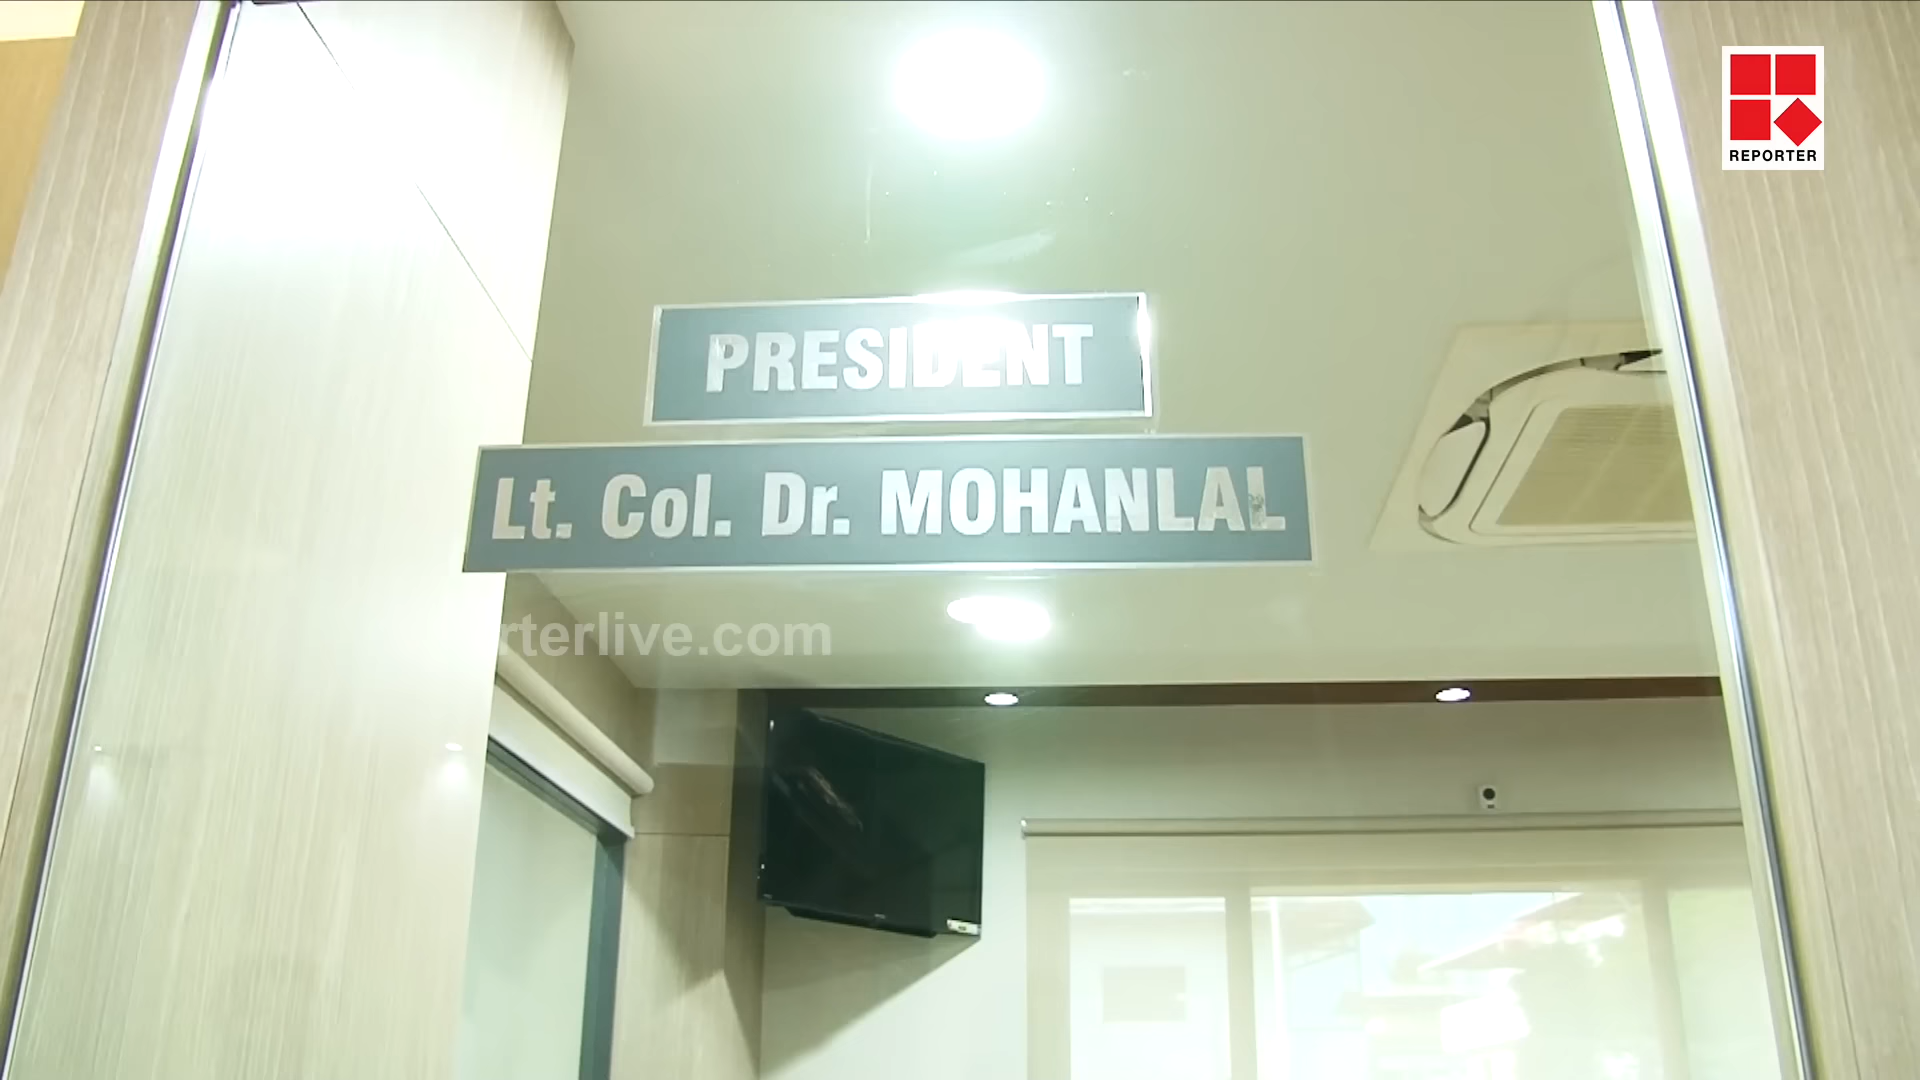 REPORTER
PRESIDENT
Lt. Col. Dr. MOHANLAL
rterlive.com